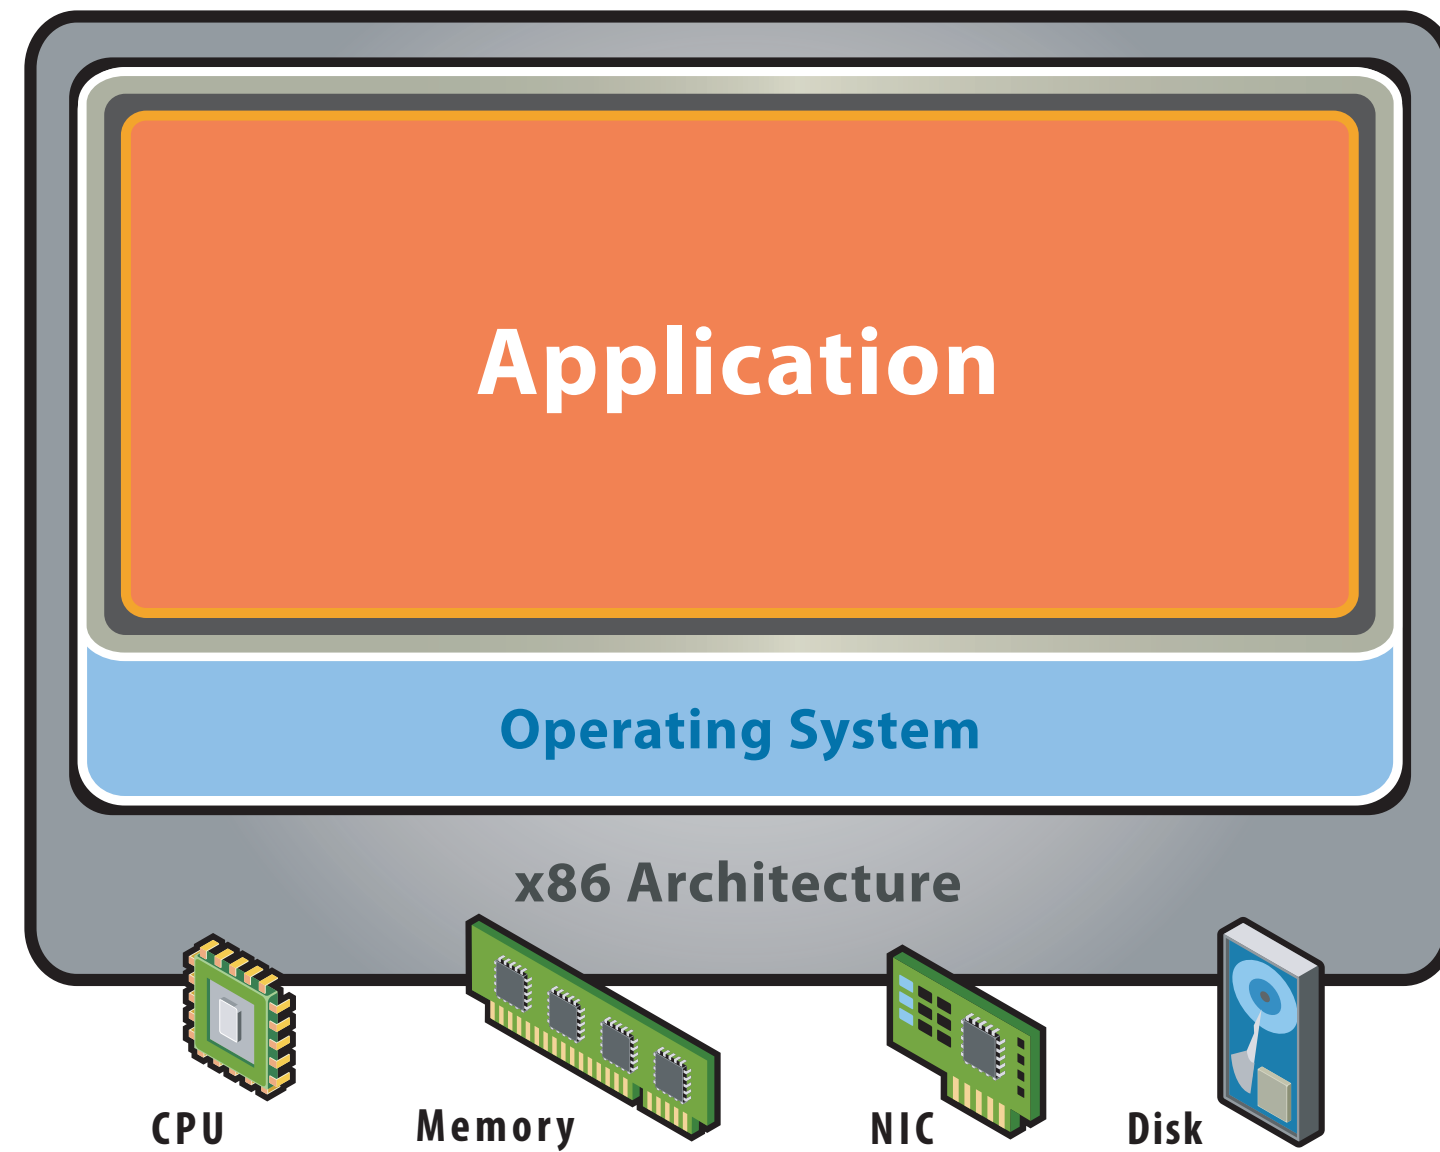 Application
Operating System
x86 Architecture
CPU
Memory
NIC
Disk